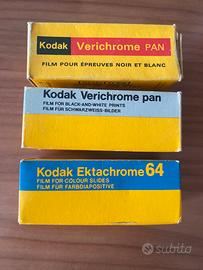 Kodak Verichrome PAN
FILM POUR ÉPREUVES NOIR ET BLANC
Kodak Verichrome pan
FILM FOR BLACK-AND-WHITE PRINTS
FILM FÜR SCHWARZWEISS-BILDER
Kodak Ektachrome 64
FILM FOR COLOUR SLIDES
FILM FÜR FARBDIAPOSITIVE
subito